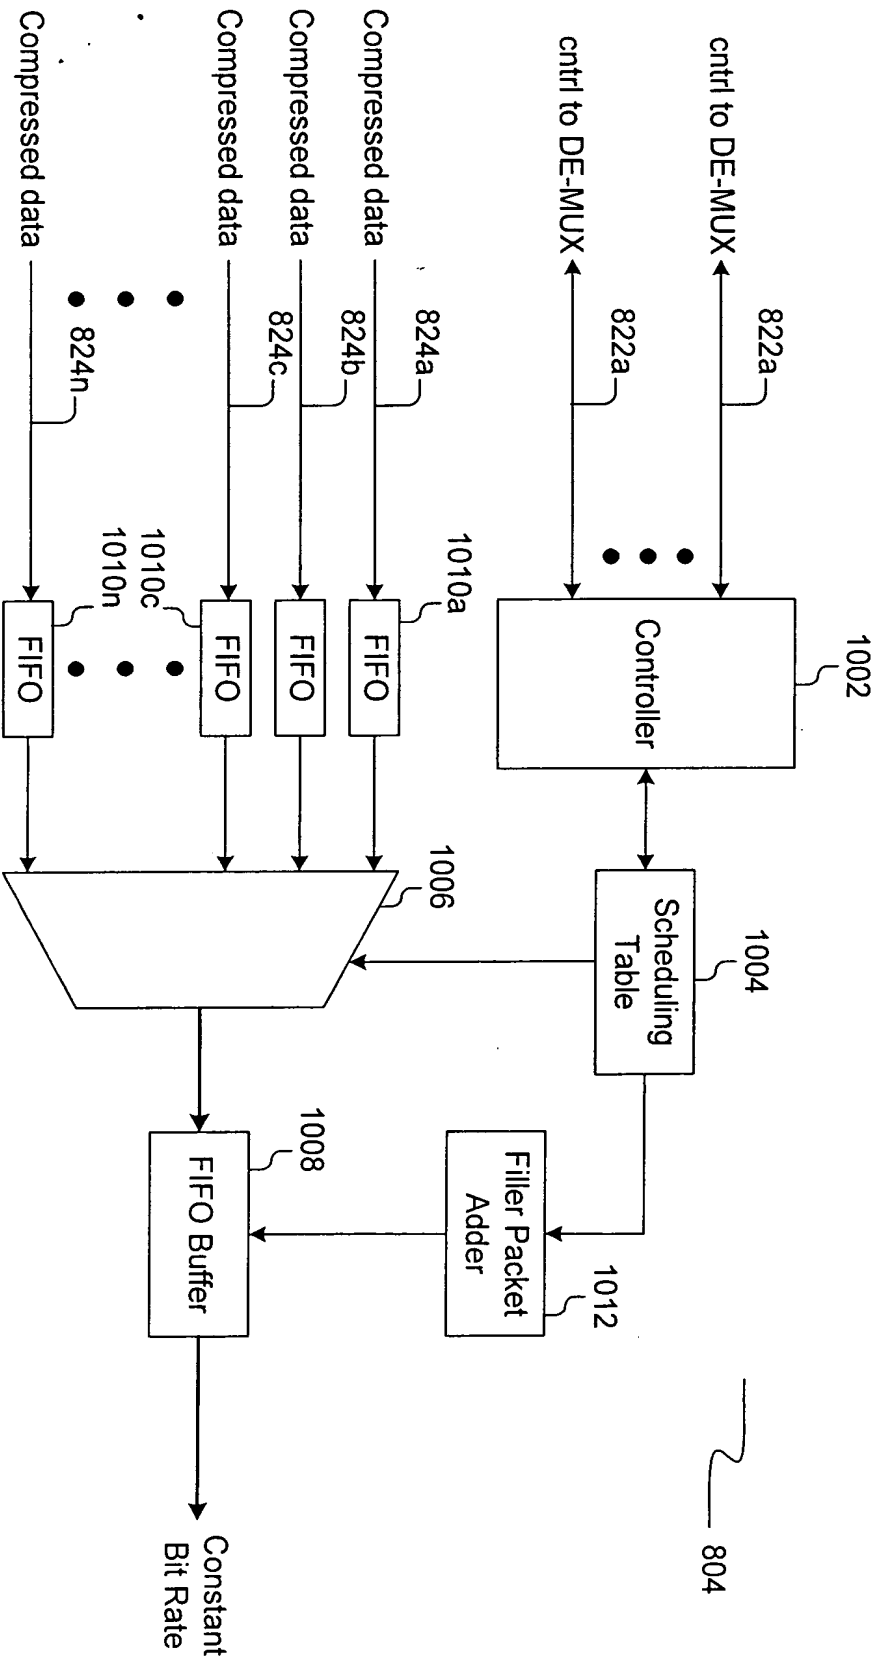 cntrl to DE-MUX
822a
cntrl to DE-MUX
822a
Controller
1002
Scheduling
Table
1004
Filler Packet
Adder
1012
804
Compressed data
824a
1010a
FIFO
Compressed data
824b
FIFO
Compressed data
824c
1010c
FIFO
Compressed data
824n
1010n
FIFO
1006
1008
FIFO Buffer
Constant
Bit Rate